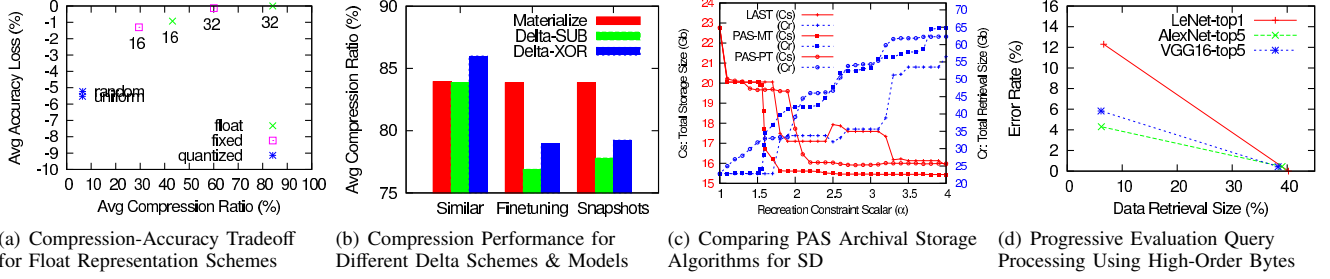 Avg Accuracy Loss (%)
0
-1
-2
-3
-4
-5
-6
-7
-8
-9
-10
16
16
32
32
random
uniform
float
fixed
quantized
0 10 20 30 40 50 60 70 80 90 100
Avg Compression Ratio (%)
(a) Compression-Accuracy Tradeoff
for Float Representation Schemes
Avg Compression Ratio (%)
90
85
80
75
Materialize
Delta-SUB
Delta-XOR
Similar Finetuning Snapshots
(b) Compression Performance for
Different Delta Schemes & Models
Cs: Total Storage Size (Gb)
24
23
22
21
20
19
18
17
16
15
LAST (Cs)
(Cr)
PAS-MT (Cs)
(Cr)
PAS-PT (Cs)
(Cr)
65
60
55
50
45
40
35
30
25
20
Cr: Total Retrieval Size (Gb)
1 1.5 2 2.5 3 3.5 4
Recreation Constraint Scalar (α)
(c) Comparing PAS Archival Storage
Algorithms for SD
Error Rate (%)
16
14
12
10
8
6
4
2
0
LeNet-top1
AlexNet-top5
VGG16-top5
0 10 20 30 40
Data Retrieval Size (%)
(d) Progressive Evaluation Query
Processing Using High-Order Bytes